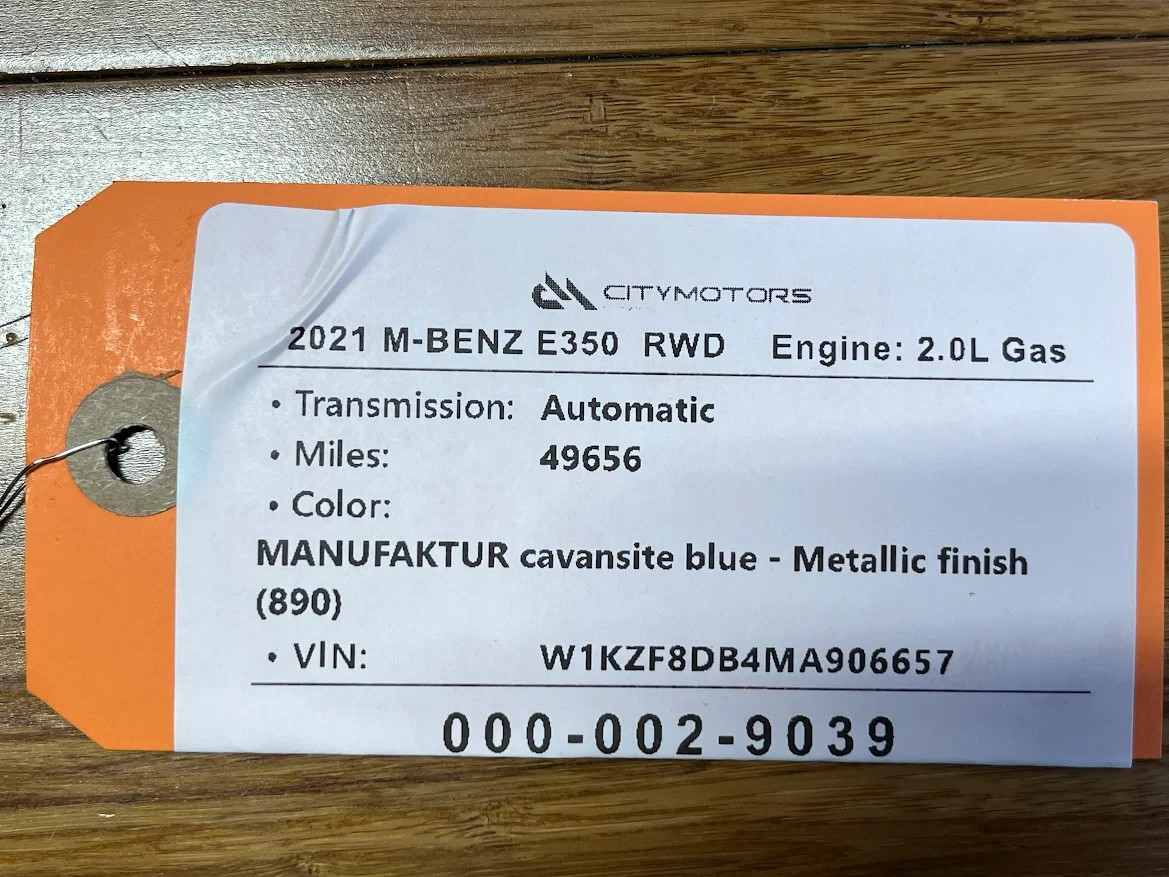 CITYMOTORS
2021 M-BENZ E350 RWD Engine: 2.0L Gas
• Transmission: Automatic
• Miles: 49656
• Color:
MANUFAKTUR cavansite blue - Metallic finish
(890)
• VIN: W1KZF8DB4MA906657
000-002-9039